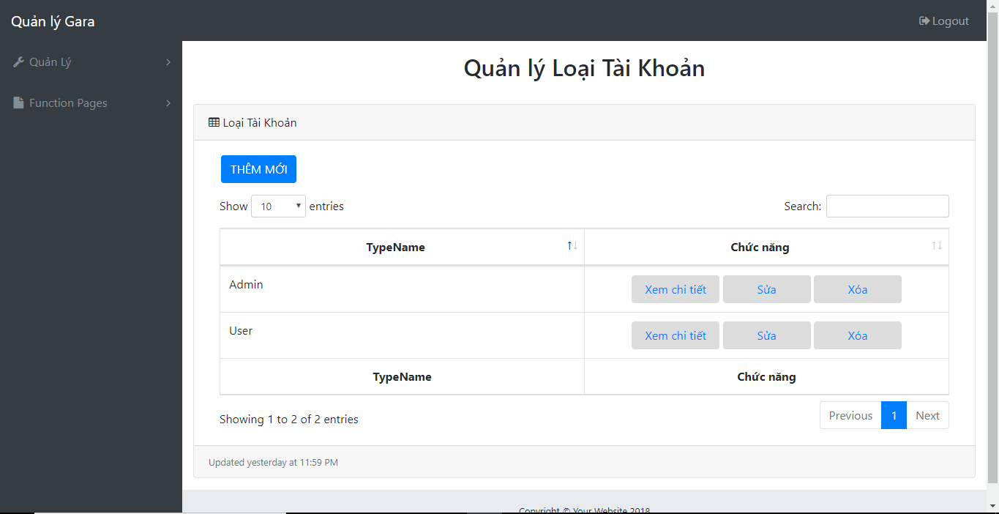 Quản lý Gara
Logout
Quản Lý
Function Pages
Quản lý Loại Tài Khoản
Loại Tài Khoản
THÊM MỚI
Show 10 entries
Search:
TypeName Chức năng
Admin Xem chi tiết Sửa Xóa
User Xem chi tiết Sửa Xóa
TypeName Chức năng
Showing 1 to 2 of 2 entries
Previous 1 Next
Updated yesterday at 11:59 PM
Copyright © Your Website 2018